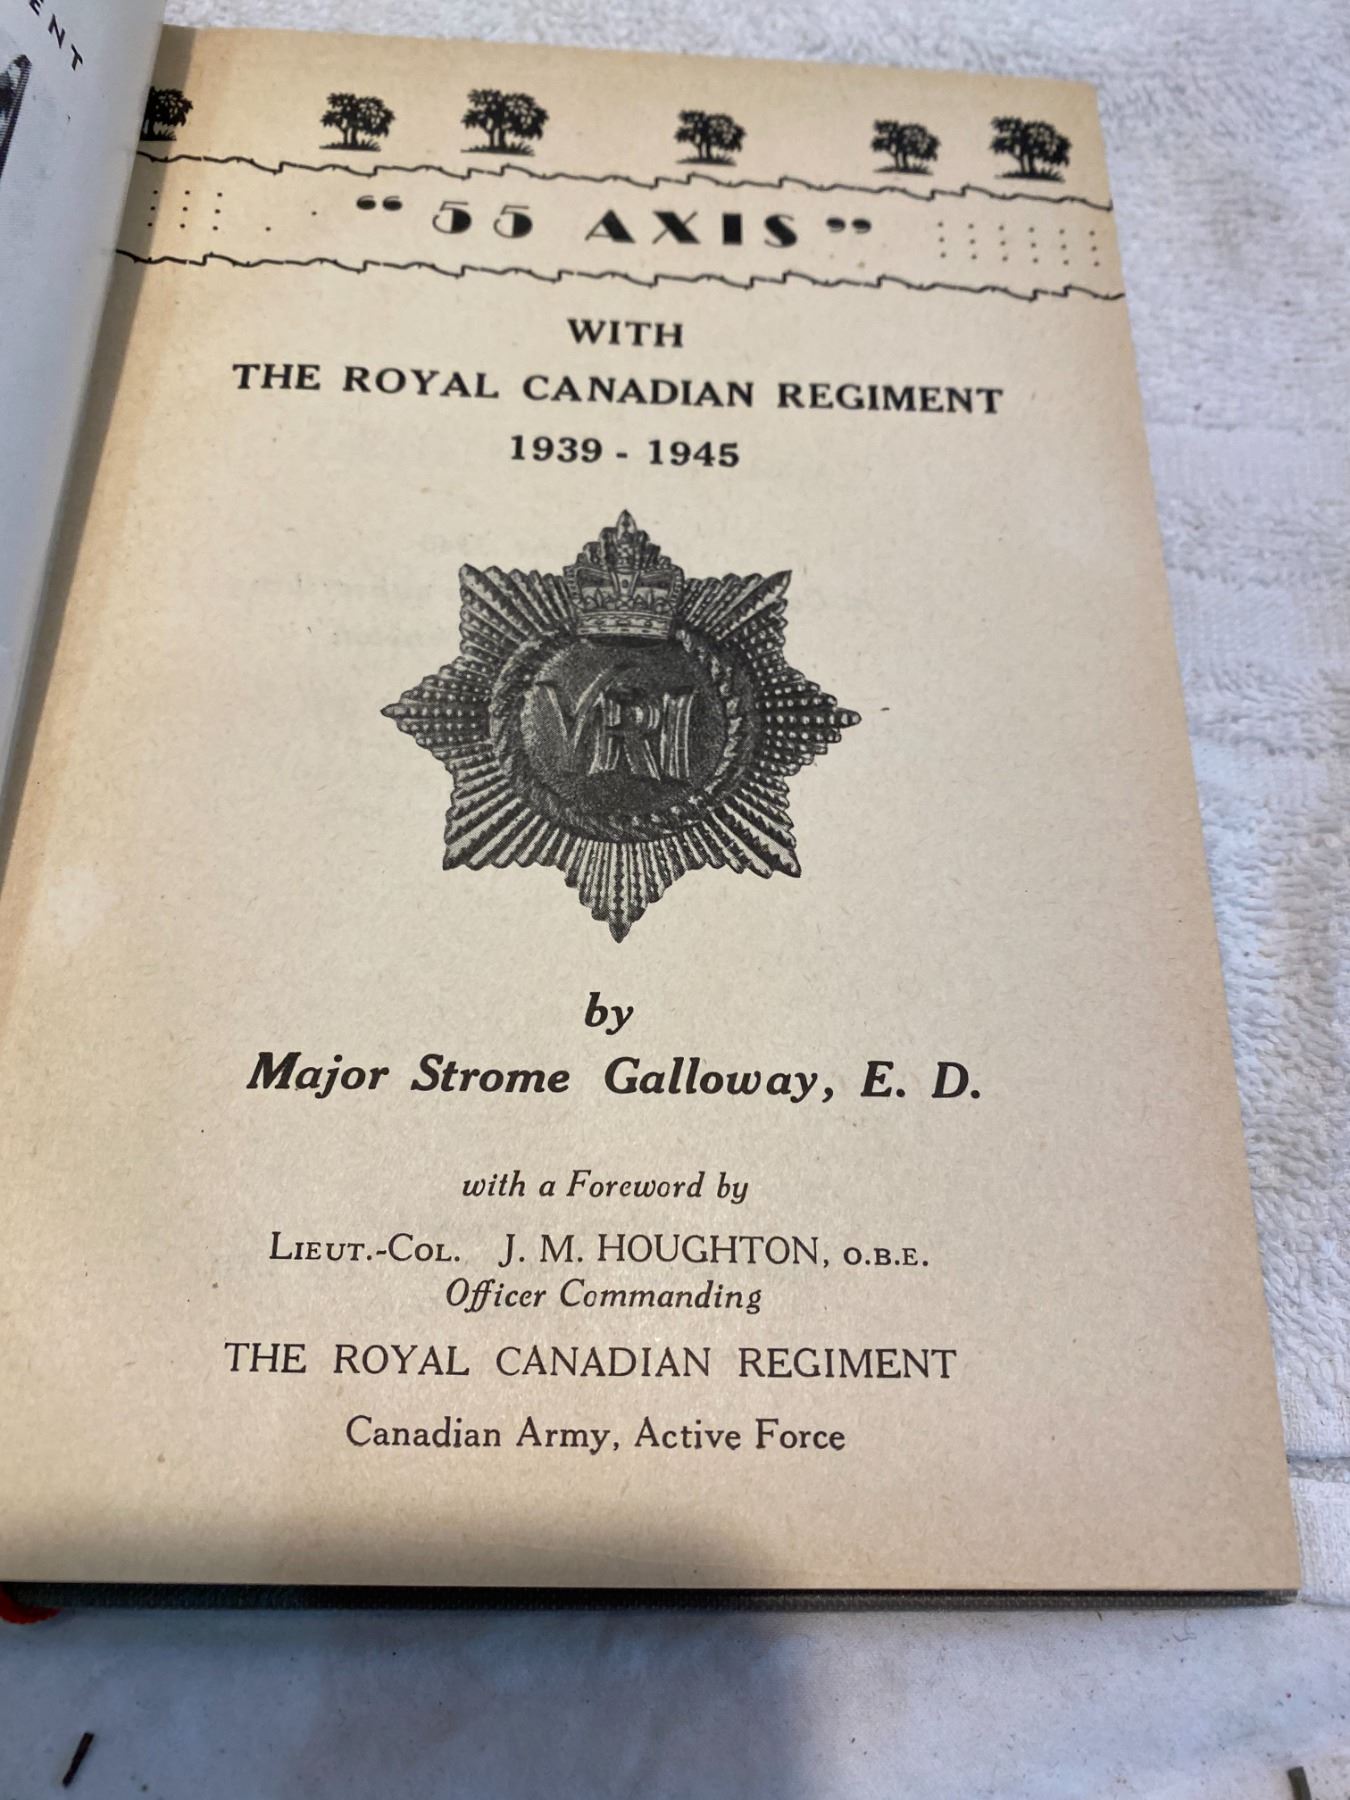 ENT
“ 55 AXIS ”
WITH
THE ROYAL CANADIAN REGIMENT
1939 - 1945
VRI
by
Major Strome Galloway, E. D.
with a Foreword by
LIEUT.-COL. J. M. HOUGHTON, O.B.E.
Officer Commanding
THE ROYAL CANADIAN REGIMENT
Canadian Army, Active Force